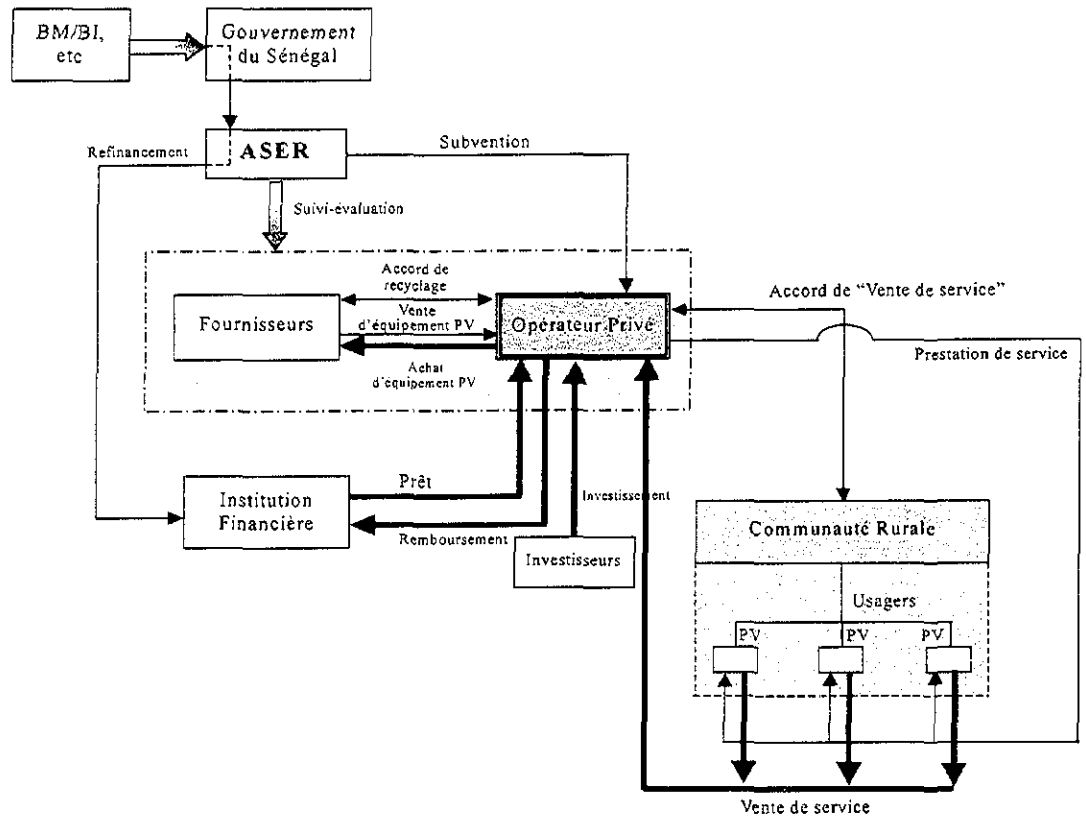 BM/BI,
etc
Gouvernement
du Sénégal
Refinancement
ASER
Subvention
Suivi-évaluation
Accord de
recyclage
Fournisseurs
Vente
d'équipement PV
Opérateur Privé
Achat
d'équipement PV
Accord de "Vente de service"
Prestation de service
Institution
Financière
Prêt
Remboursement
Investissement
Investisseurs
Communauté Rurale
Usagers
PV
PV
PV
Vente de service